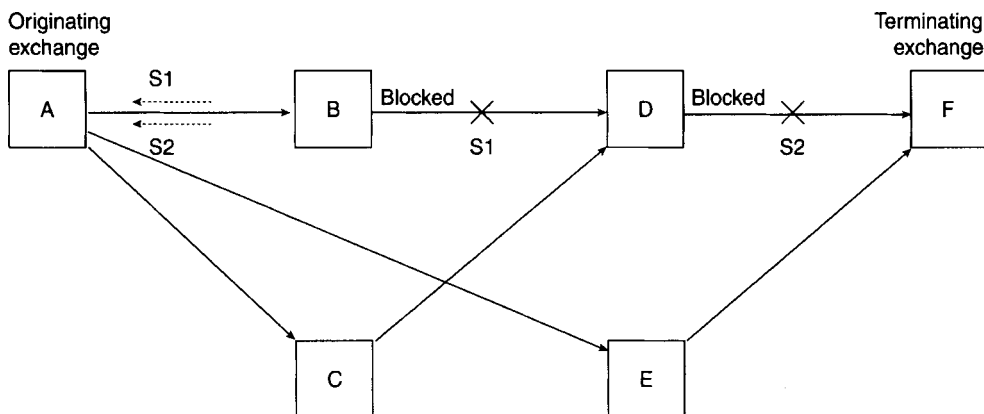 Originating
exchange
Terminating
exchange
S1
A
B
Blocked
D
Blocked
F
S2
S1
S2
C
E